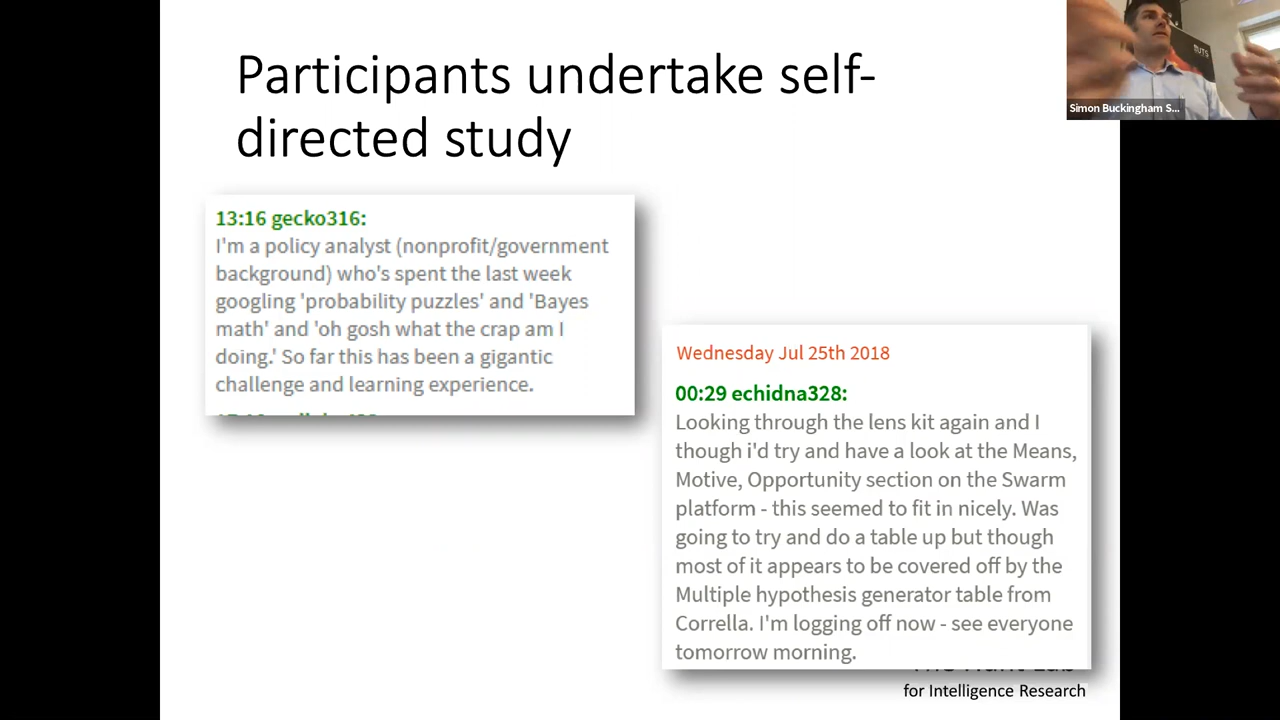 Participants undertake self-
directed study
UTS
Simon Buckingham S...
13:16 gecko316:
I'm a policy analyst (nonprofit/government
background) who's spent the last week
googling 'probability puzzles' and 'Bayes
math' and 'oh gosh what the crap am I
doing.' So far this has been a gigantic
challenge and learning experience.
Wednesday Jul 25th 2018
00:29 echidna328:
Looking through the lens kit again and I
though i'd try and have a look at the Means,
Motive, Opportunity section on the Swarm
platform - this seemed to fit in nicely. Was
going to try and do a table up but though
most of it appears to be covered off by the
Multiple hypothesis generator table from
Corrella. I'm logging off now - see everyone
tomorrow morning.
for Intelligence Research